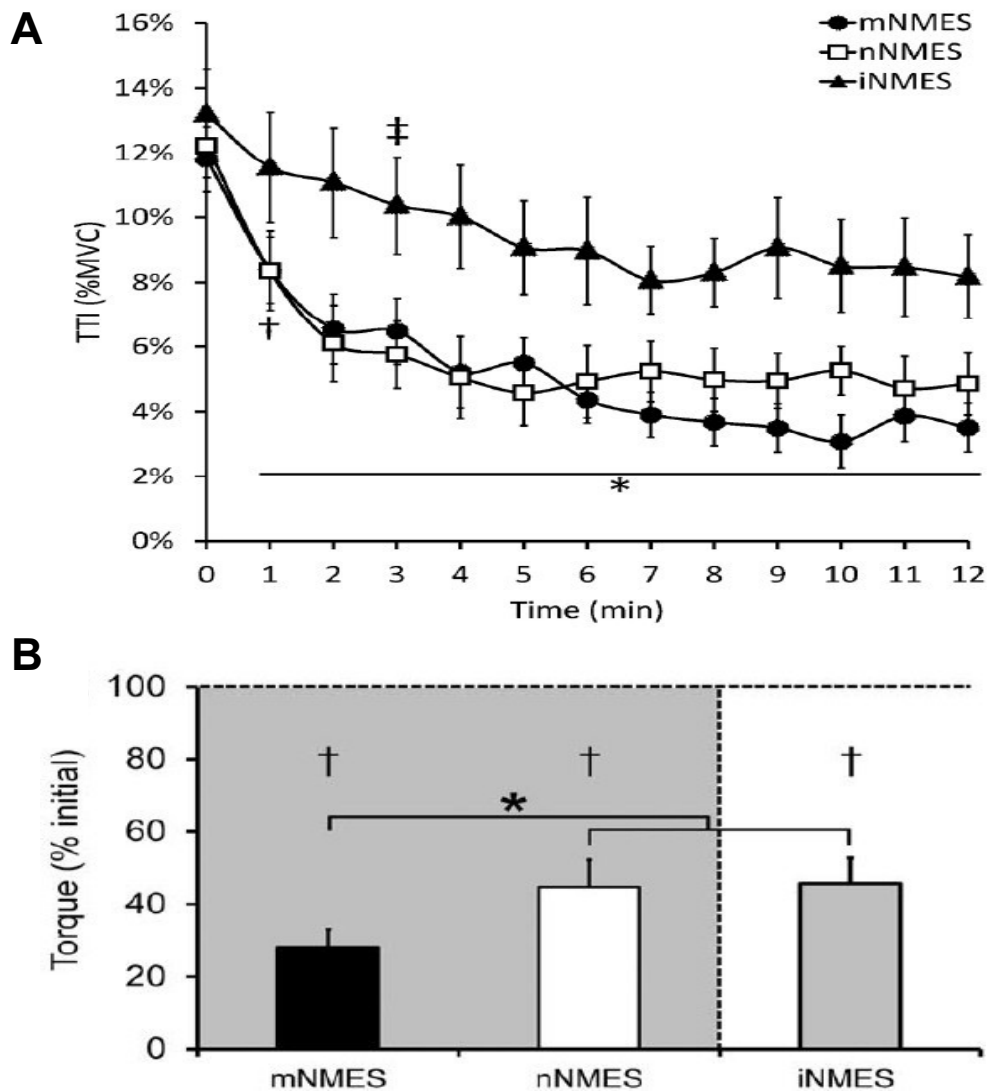 A
16%
14%
12%
10%
8%
6%
4%
2%
0%
TTI (%MVC)
mNMES
nNMES
iNMES
‡
†
*
0 1 2 3 4 5 6 7 8 9 10 11 12
Time (min)
B
100
80
60
40
20
0
Torque (% initial)
† † †
*
mNMES nNMES iNMES